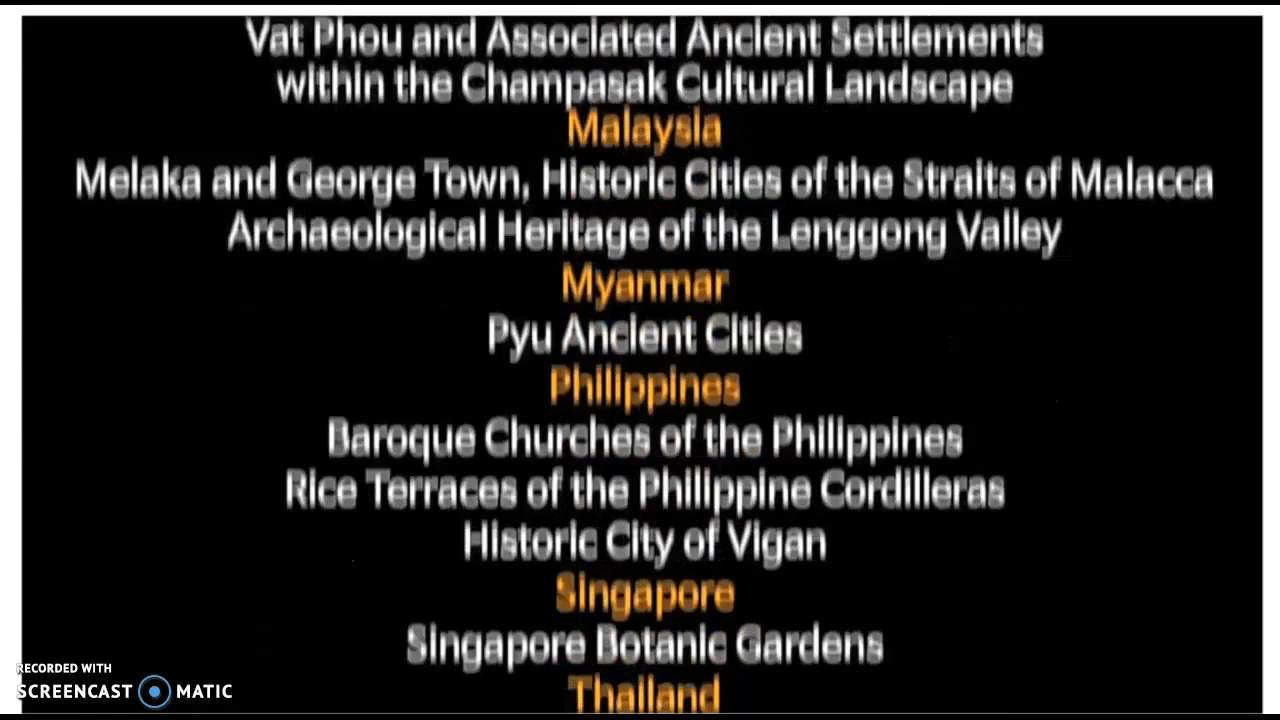 Vat Phou and Associated Ancient Settlements
within the Champasak Cultural Landscape
Malaysia
Melaka and George Town, Historic Cities of the Straits of Malacca
Archaeological Heritage of the Lenggong Valley
Myanmar
Pyu Ancient Cities
Philippines
Baroque Churches of the Philippines
Rice Terraces of the Philippine Cordilleras
Historic City of Vigan
Singapore
Singapore Botanic Gardens
Thailand
RECORDED WITH
SCREENCAST MATIC